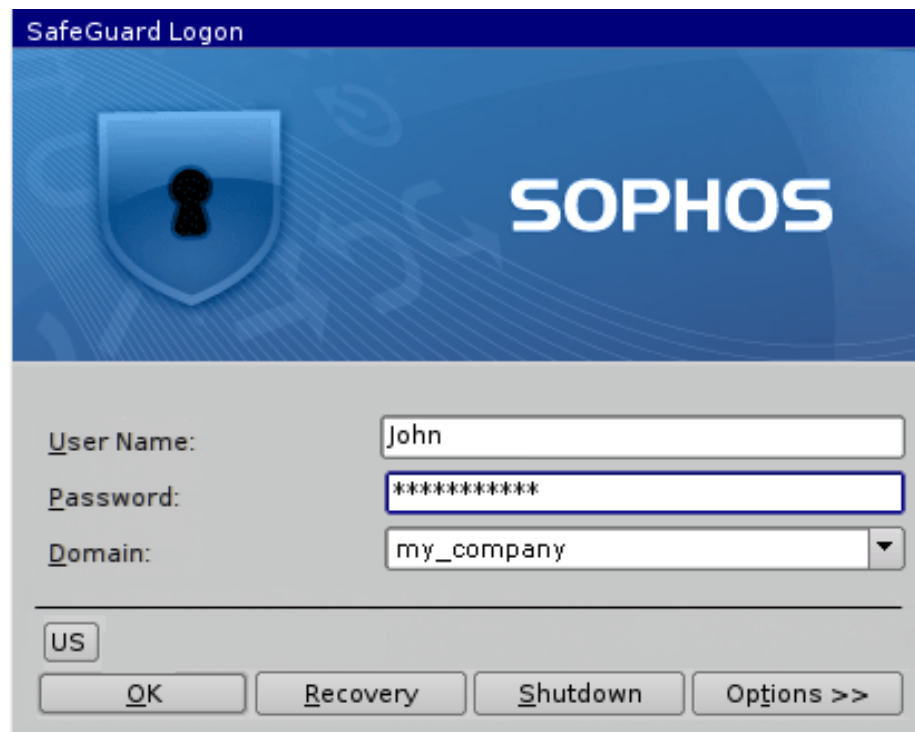 SafeGuard Logon
SOPHOS
User Name: John
Password: ***********
Domain: my_company
US
OK Recovery Shutdown Options >>